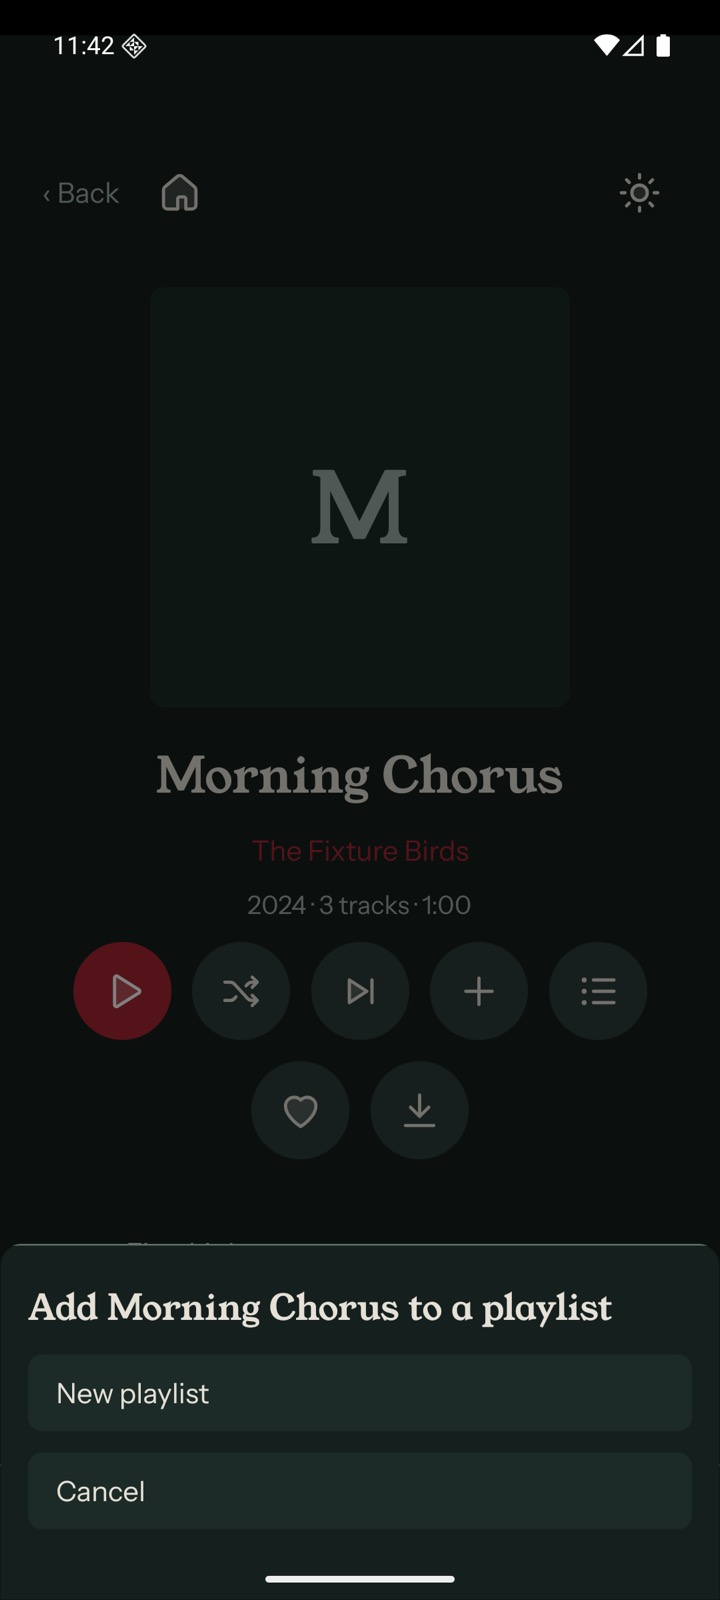 11:42
‹ Back
M
Morning Chorus
The Fixture Birds
2024 · 3 tracks · 1:00
Add Morning Chorus to a playlist
New playlist
Cancel